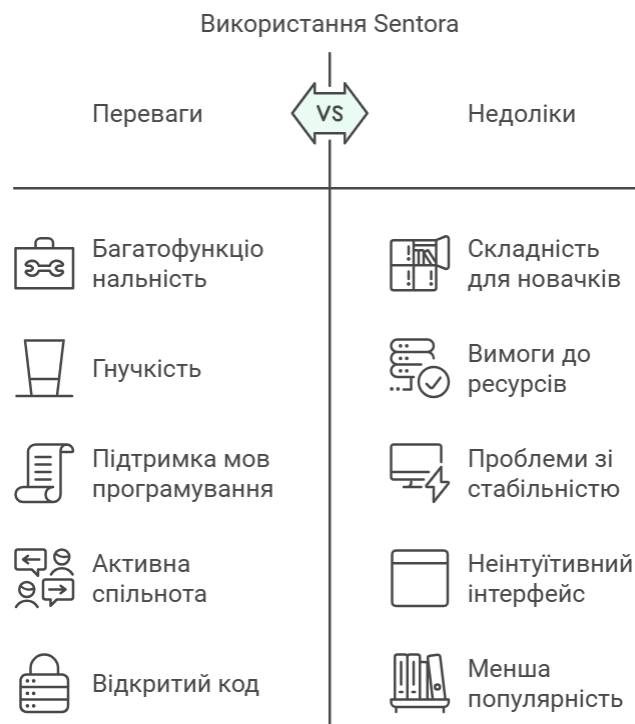 Використання Sentora
Переваги
VS
Недоліки
Багатофункціо
нальність
Складність
для новачків
Гнучкість
Вимоги до
ресурсів
Підтримка мов
програмування
Проблеми зі
стабільністю
Активна
спільнота
Неінтуїтивний
інтерфейс
Відкритий код
Менша
популярність